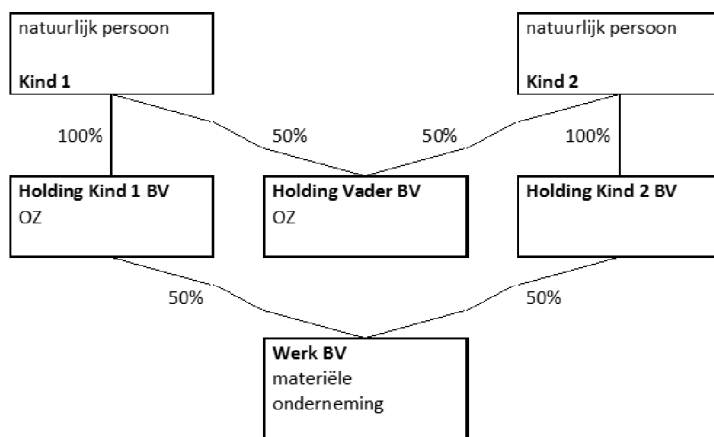 natuurlijk persoon
Kind 1
natuurlijk persoon
Kind 2
100%
50%
50%
100%
Holding Kind 1 BV
OZ
Holding Vader BV
OZ
Holding Kind 2 BV
50%
50%
Werk BV
materiële
onderneming